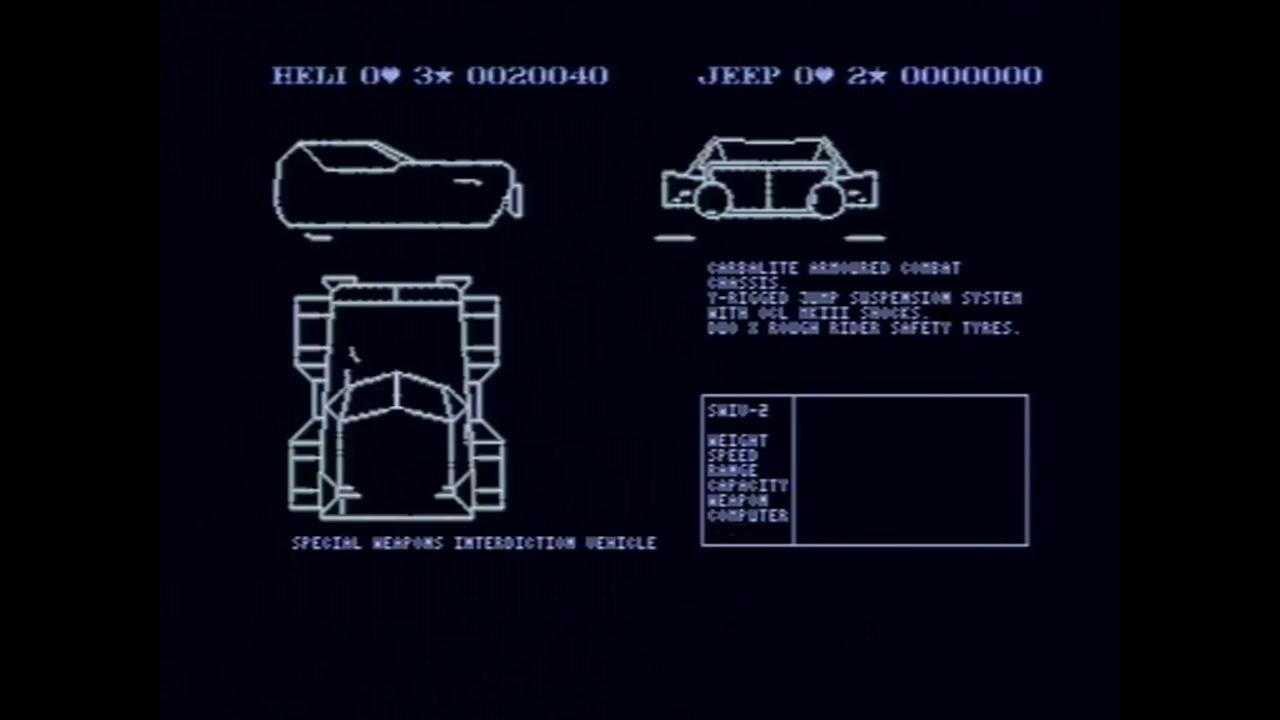 HELI 0♥ 3★ 0020040 JEEP 0♥ 2★ 0000000
CARBALITE ARMOURED COMBAT
CHASSIS.
Y-RIGGED JUMP SUSPENSION SYSTEM
WITH OCL MKIII SHOCKS.
DUO X ROUGH RIDER SAFETY TYRES.
SWIV-2
WEIGHT
SPEED
RANGE
CAPACITY
WEAPON
COMPUTER
SPECIAL WEAPONS INTERDICTION VEHICLE